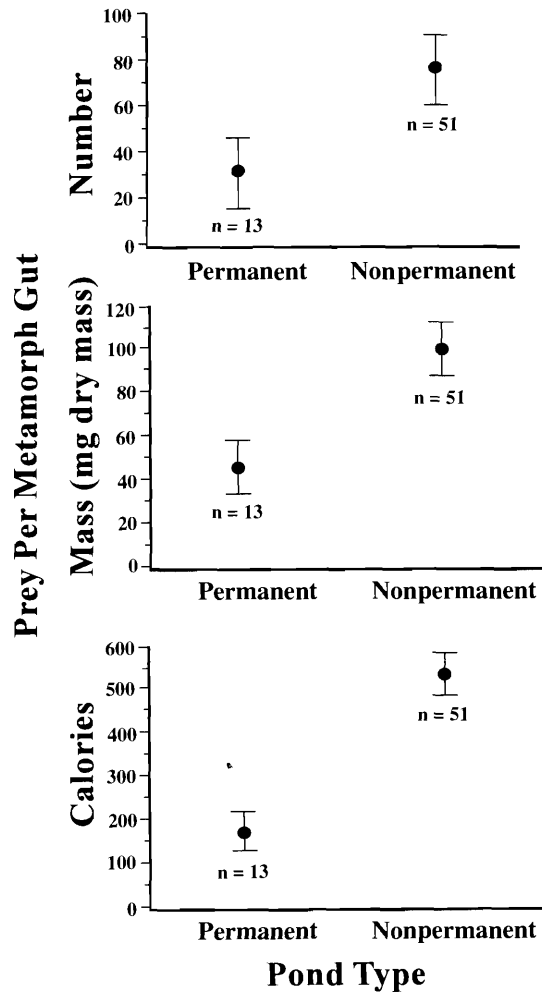 Prey Per Metamorph Gut
Number
100
80
60
40
20
0
n = 13
n = 51
Permanent Nonpermanent
Mass (mg dry mass)
120
100
80
60
40
20
0
n = 13
n = 51
Permanent Nonpermanent
Calories
600
500
400
300
200
100
0
n = 13
n = 51
Permanent Nonpermanent
Pond Type